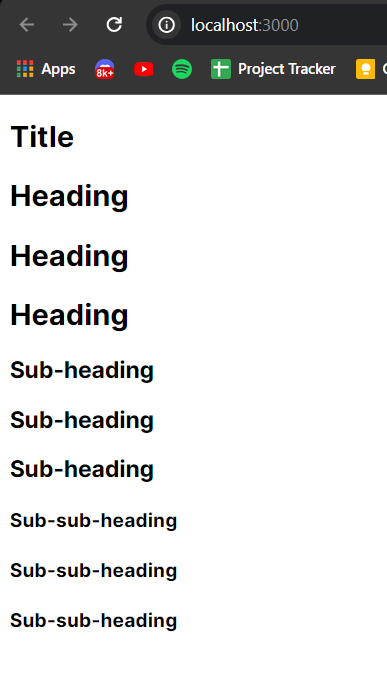 localhost:3000
Apps
8k+
Project Tracker
Title
Heading
Heading
Heading
Sub-heading
Sub-heading
Sub-heading
Sub-sub-heading
Sub-sub-heading
Sub-sub-heading